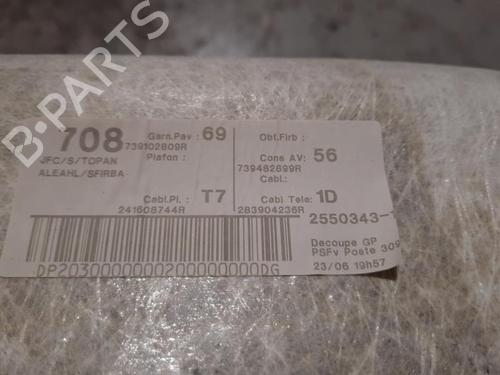 B-PARTS
708
Garn.Pav: 69
Obt.Firb :
739102809R
JFC/S/TOPAN
Plafon :
Cons AV: 56
ALEAHL/SFIRBA
739482899R
Cabl.:
Cabl.Pl. : T7
Cabl Tele: 1D
241608744R
283904236R
2550343-
Decoupe GP
PSFv Poste 309
DP20300000000200000000DG
23/06 19h57